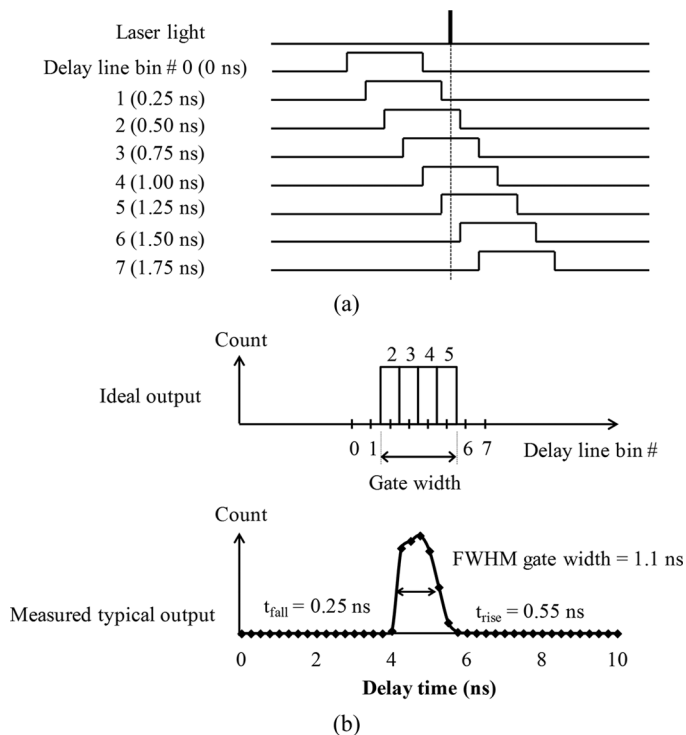 Laser light
Delay line bin # 0 (0 ns)
1 (0.25 ns)
2 (0.50 ns)
3 (0.75 ns)
4 (1.00 ns)
5 (1.25 ns)
6 (1.50 ns)
7 (1.75 ns)
(a)
Count
2 3 4 5
Ideal output
0 1 6 7 Delay line bin #
Gate width
Count
FWHM gate width = 1.1 ns
Measured typical output
tfall = 0.25 ns trise = 0.55 ns
0 2 4 6 8 10
Delay time (ns)
(b)